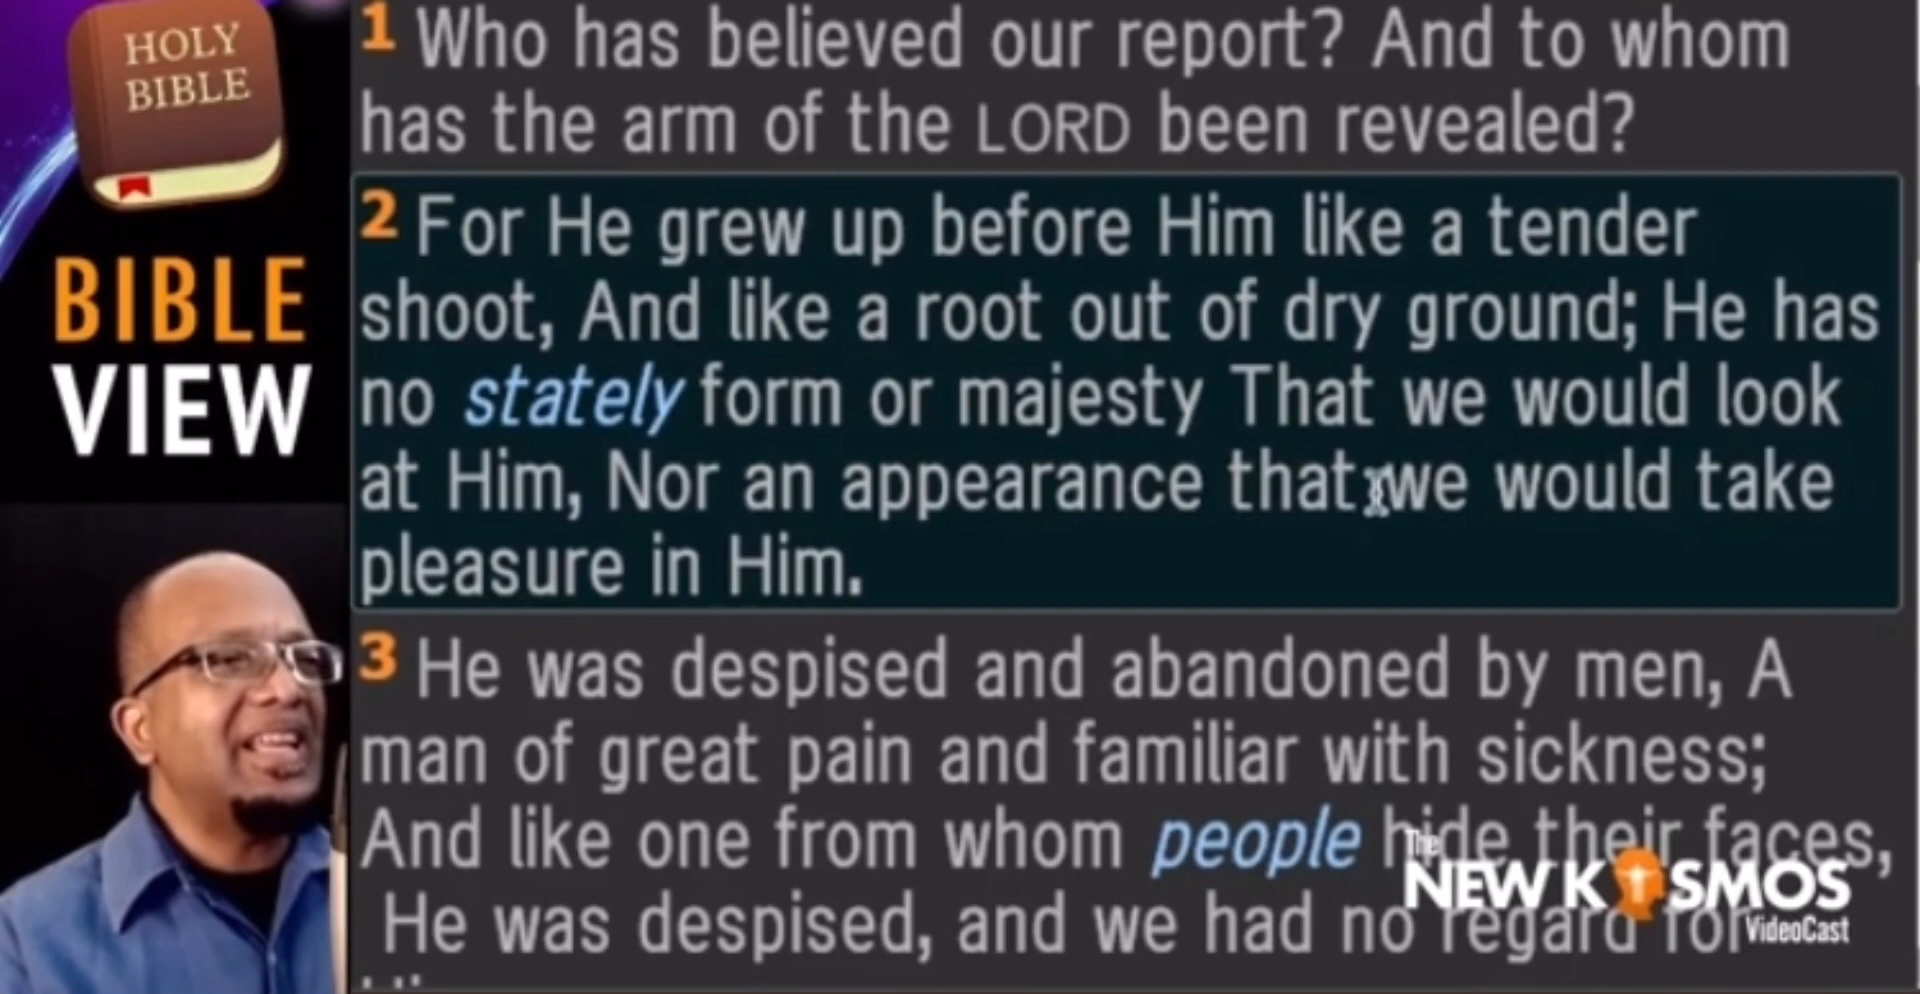 HOLY
BIBLE
BIBLE
VIEW
1 Who has believed our report? And to whom
has the arm of the LORD been revealed?
2 For He grew up before Him like a tender
shoot, And like a root out of dry ground; He has
no stately form or majesty That we would look
at Him, Nor an appearance that we would take
pleasure in Him.
3 He was despised and abandoned by men, A
man of great pain and familiar with sickness;
And like one from whom people hide their faces,
He was despised, and we had no regard for
The
NEW KOSMOS
VideoCast